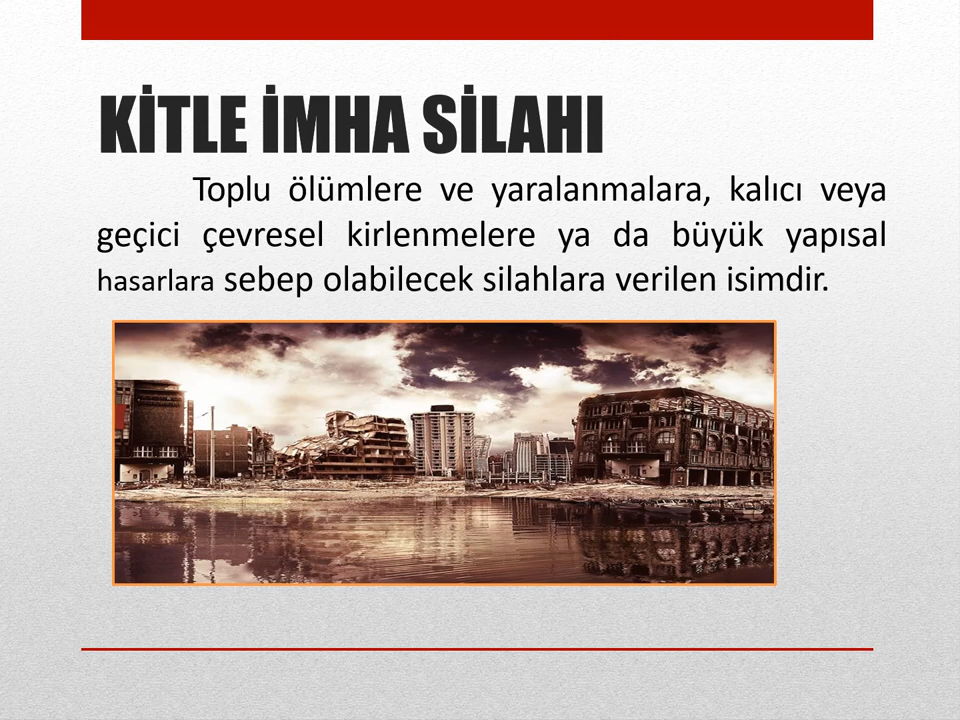 KİTLE İMHA SİLAHI
Toplu ölümlere ve yaralanmalara, kalıcı veya
geçici çevresel kirlenmelere ya da büyük yapısal
hasarlara sebep olabilecek silahlara verilen isimdir.